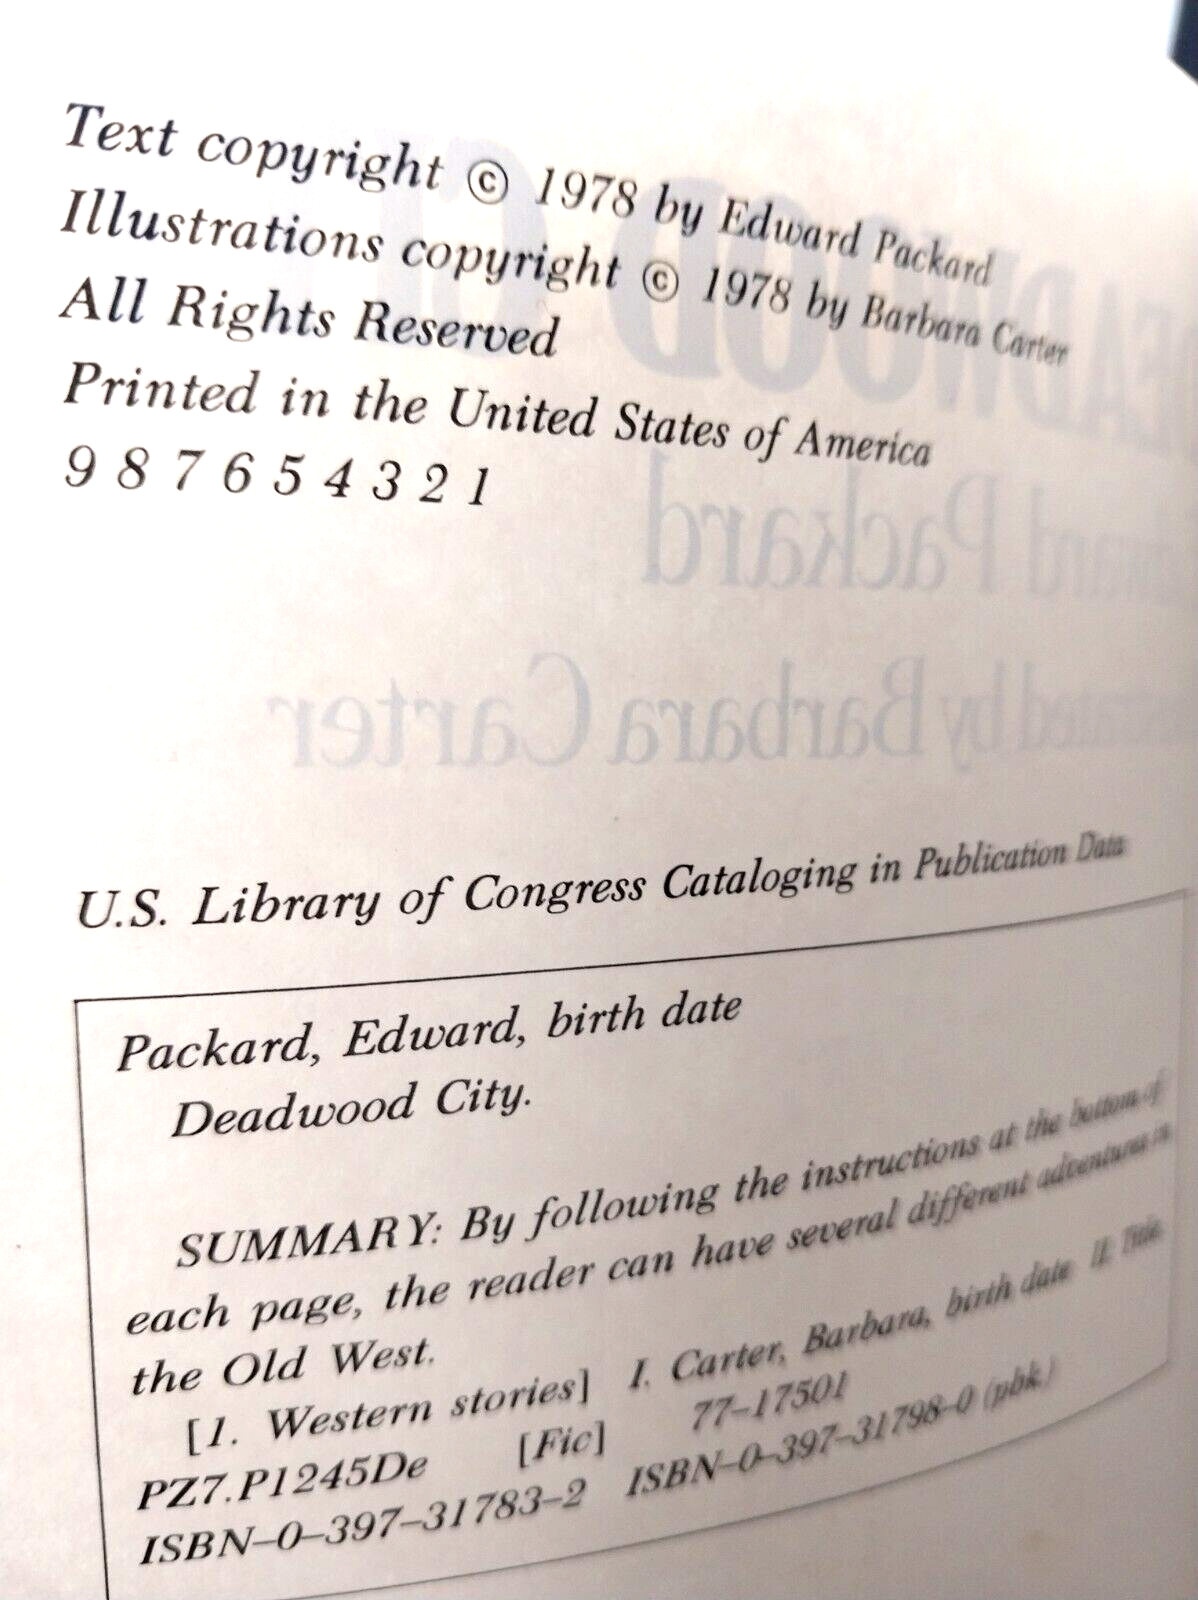 Text copyright © 1978 by Edward Packard
Illustrations copyright © 1978 by Barbara Carter
All Rights Reserved
Printed in the United States of America
9 8 7 6 5 4 3 2 1
U.S. Library of Congress Cataloging in Publication Data
Packard, Edward, birth date
Deadwood City.
SUMMARY: By following the instructions at the bottom of
each page, the reader can have several different adventures in
the Old West.
[1. Western stories] I. Carter, Barbara, birth date II. Title.
PZ7.P1245De [Fic] 77-17501
ISBN-0-397-31783-2 ISBN-0-397-31798-0 (pbk.)